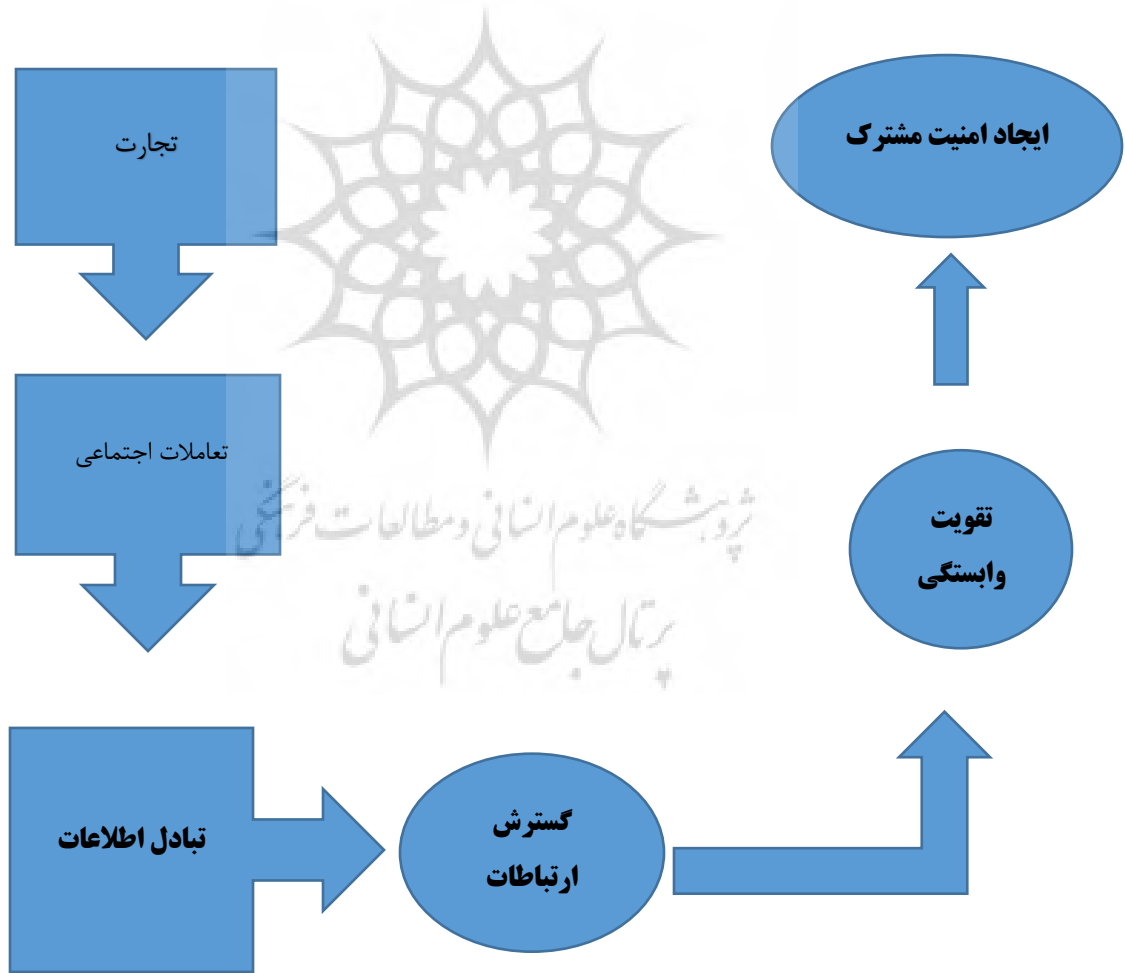 تجارت
تعاملات اجتماعی
تبادل اطلاعات
گسترش
ارتباطات
تقویت
وابستگی
ایجاد امنیت مشترک
پژوهشگاه علوم انسانی و مطالعات فرهنگی
پرتال جامع علوم انسانی